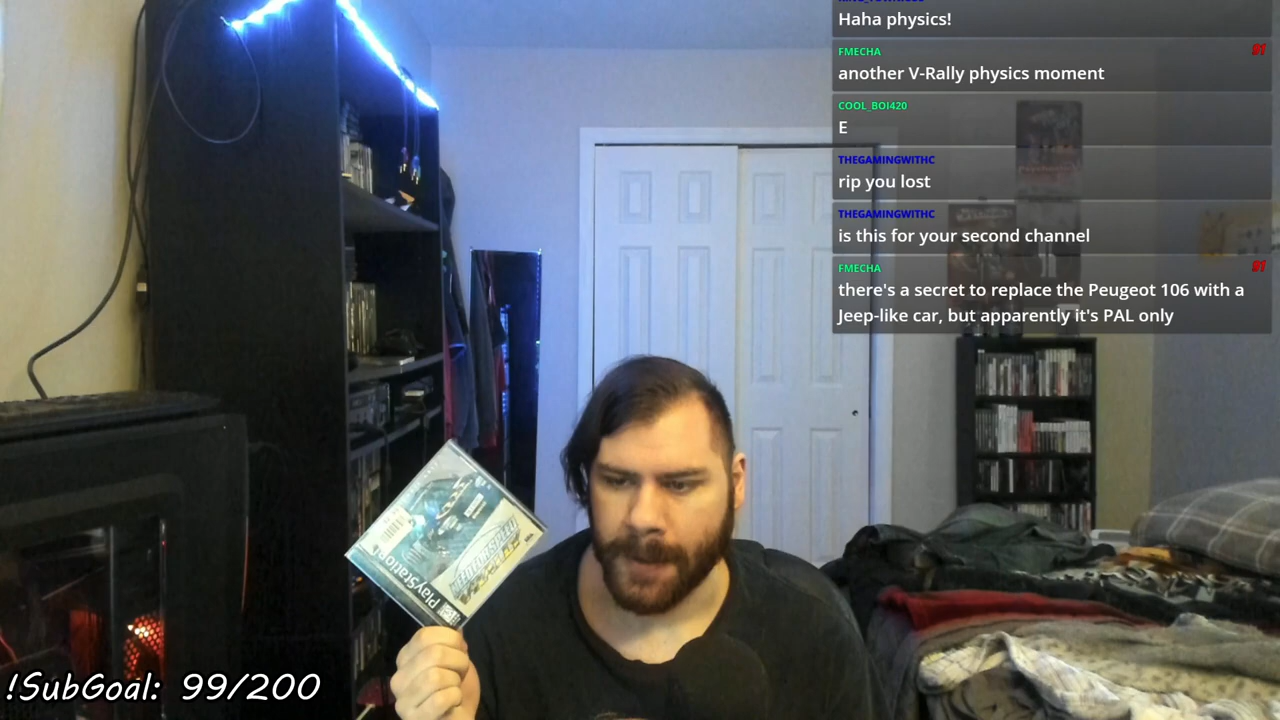 Haha physics!
FMECHA
another V-Rally physics moment
COOL_BOI420
E
THEGAMINGWITHC
rip you lost
THEGAMINGWITHC
is this for your second channel
FMECHA
there's a secret to replace the Peugeot 106 with a
Jeep-like car, but apparently it's PAL only
PlayStation
!SubGoal: 99/200